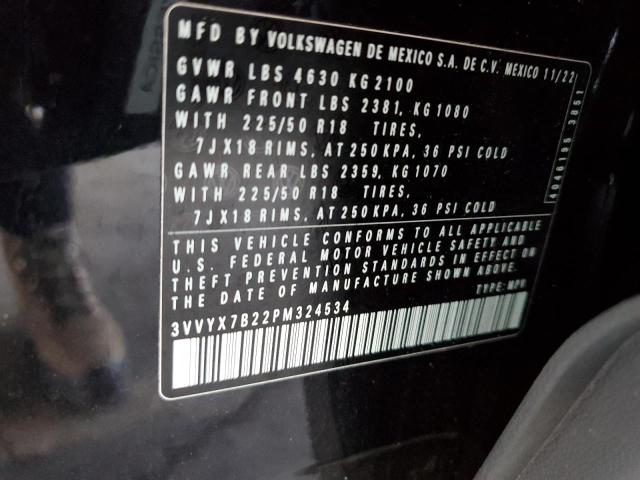 MFD BY VOLKSWAGEN DE MEXICO S.A. DE C.V. MEXICO 11/22
GVWR LBS 4630 KG 2100
GAWR FRONT LBS 2381, KG 1080
WITH 225/50 R18 TIRES,
7JX18 RIMS, AT 250 KPA, 36 PSI COLD
GAWR REAR LBS 2359, KG 1070
WITH 225/50 R18 TIRES,
7JX18 RIMS, AT 250 KPA, 36 PSI COLD
THIS VEHICLE CONFORMS TO ALL APPLICABLE
U.S. FEDERAL MOTOR VEHICLE SAFETY AND
THEFT PREVENTION STANDARDS IN EFFECT ON
THE DATE OF MANUFACTURE SHOWN ABOVE.
TYPE: MPV
3VVYX7B22PM324534